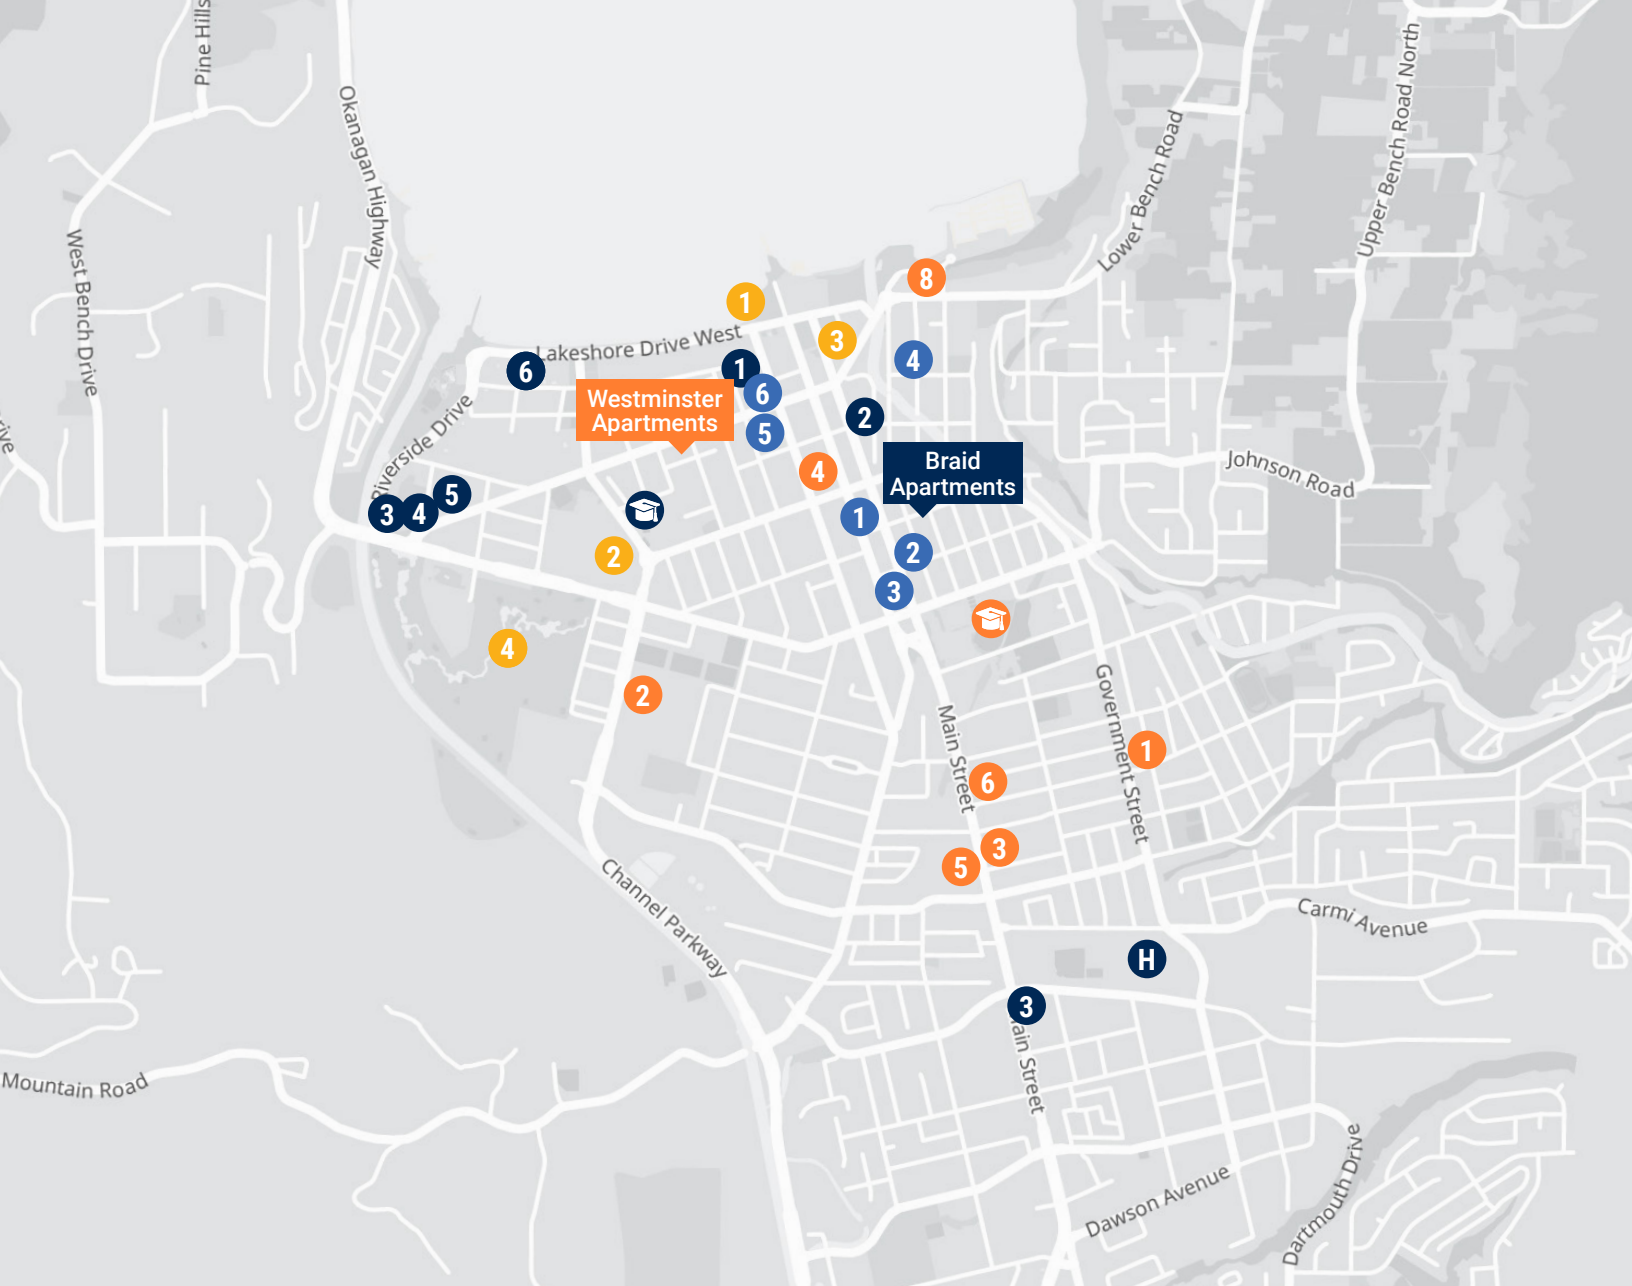 Pine Hills
Okanagan Highway
Upper Bench Road North
Lower Bench Road
West Bench Drive
8
1
3
Lakeshore Drive West
4
6
1
6
Westminster
Apartments
2
5
Riverside Drive
Braid
Apartments
4
Johnson Road
5
3
4
1
2
2
3
4
2
Government Street
Main Street
1
6
3
5
Channel Parkway
Carmi Avenue
H
3
ain Street
Mountain Road
Dawson Avenue
Dartmouth Drive